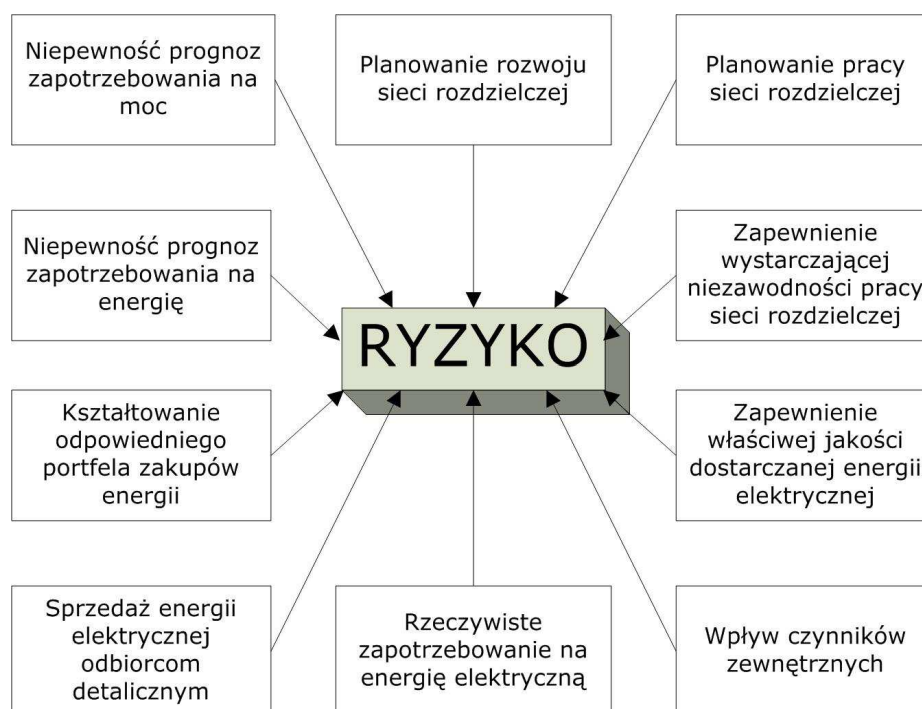 Niepewność prognoz
zapotrzebowania na
moc
Planowanie rozwoju
sieci rozdzielczej
Planowanie pracy
sieci rozdzielczej
Niepewność prognoz
zapotrzebowania na
energię
Zapewnienie
wystarczającej
niezawodności pracy
sieci rozdzielczej
RYZYKO
Kształtowanie
odpowiedniego
portfela zakupów
energii
Zapewnienie
właściwej jakości
dostarczanej energii
elektrycznej
Sprzedaż energii
elektrycznej
odbiorcom
detalicznym
Rzeczywiste
zapotrzebowanie na
energię elektryczną
Wpływ czynników
zewnętrznych